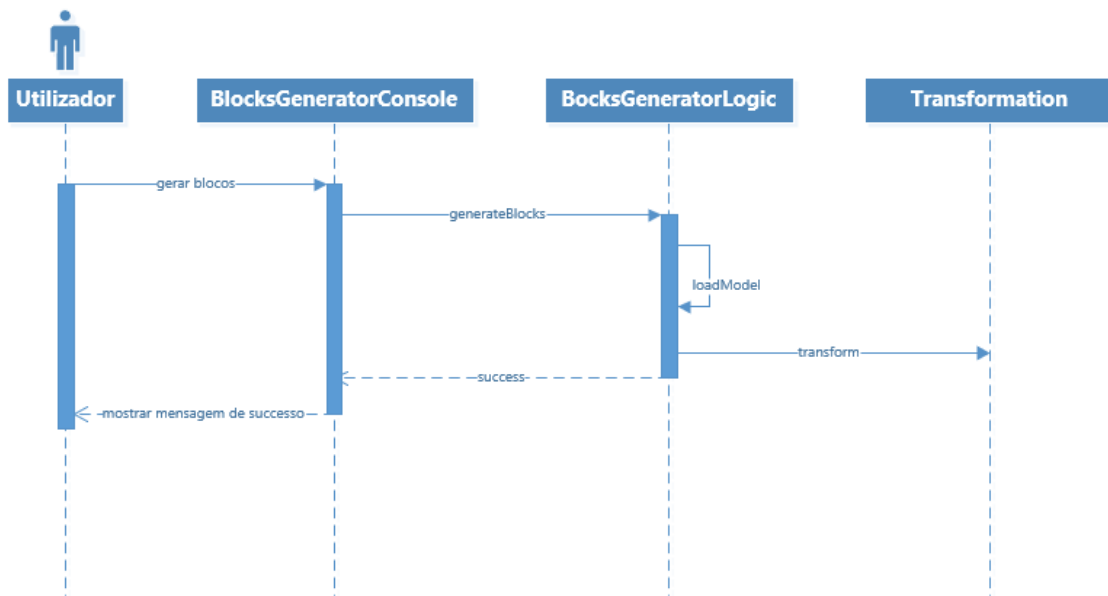 Utilizador
BlocksGeneratorConsole
BocksGeneratorLogic
Transformation
gerar blocos
generateBlocks
loadModel
transform
success
mostrar mensagem de successo